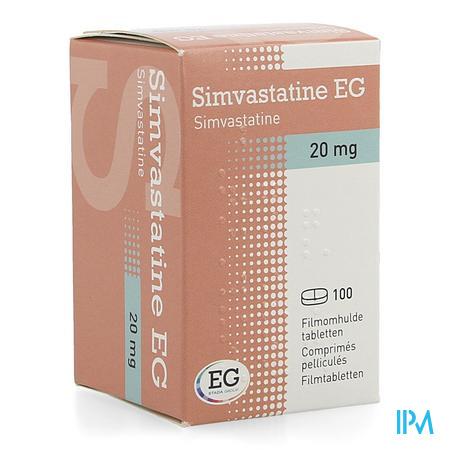 Simvastatine EG
Simvastatine
20 mg
100
Filmomhulde
tabletten
Comprimés
pelliculés
Filmtabletten
EG
STADA GROUP
Simvastatine EG
Simvastatine
20 mg
S
IPM